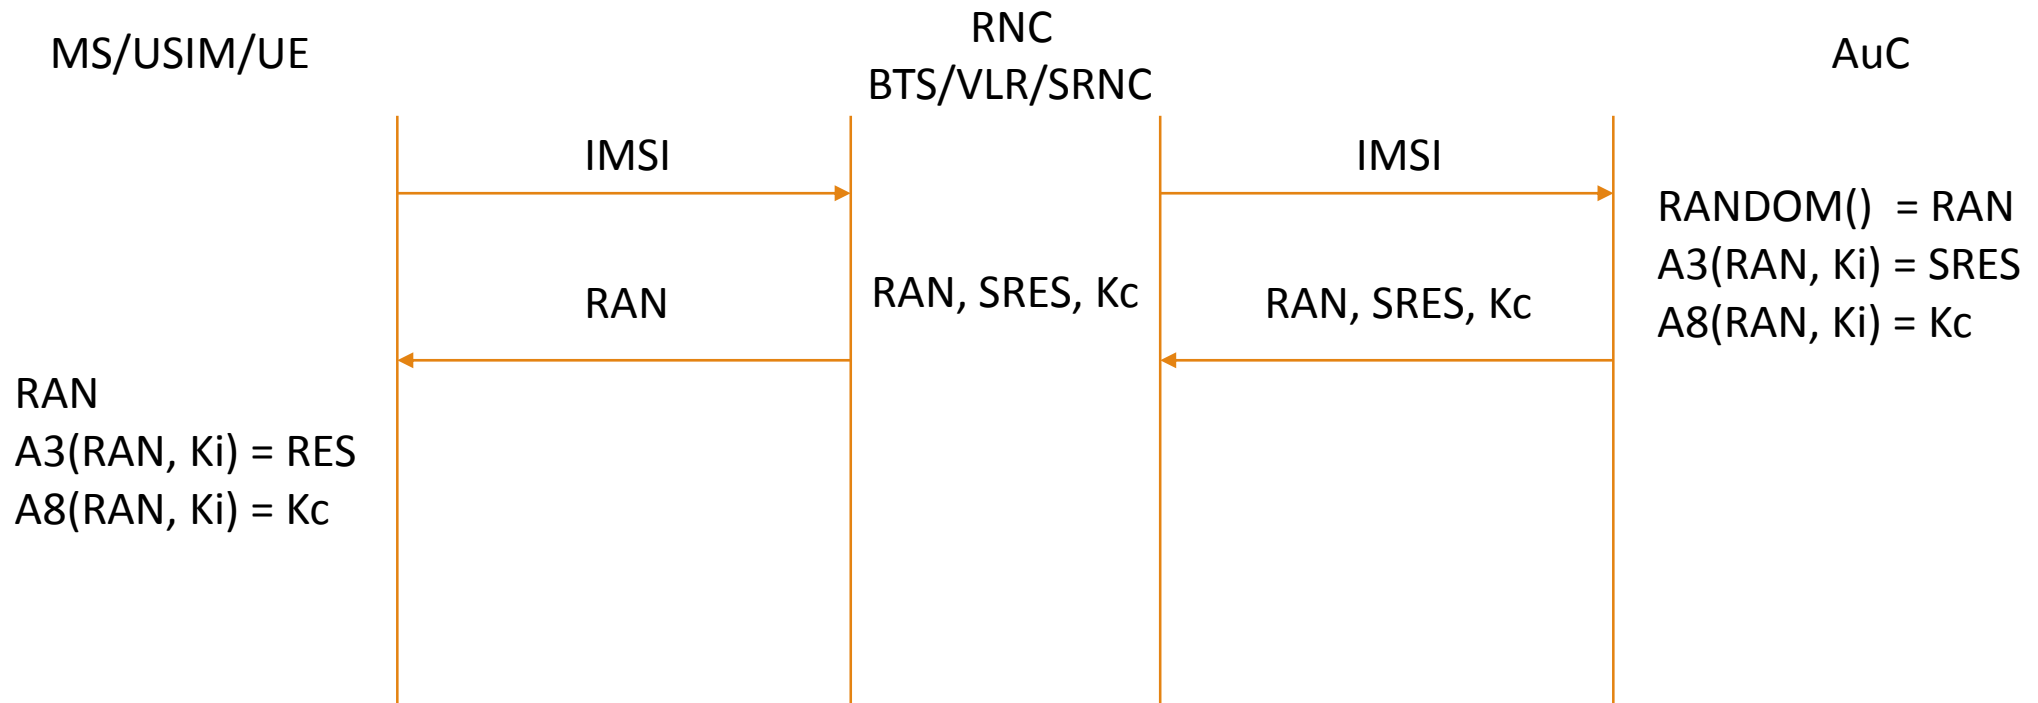 MS/USIM/UE
RNC
BTS/VLR/SRNC
AuC
IMSI
IMSI
RANDOM()  = RAN
A3(RAN, Ki) = SRES
A8(RAN, Ki) = Kc
RAN
RAN, SRES, Kc
RAN, SRES, Kc
RAN
A3(RAN, Ki) = RES
A8(RAN, Ki) = Kc